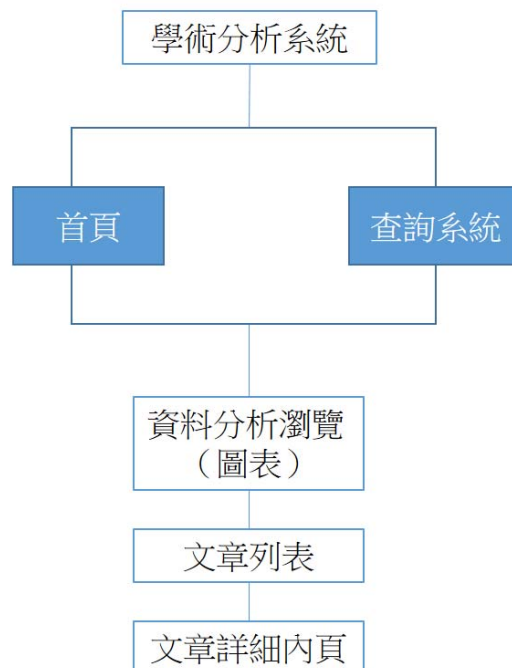 學術分析系統
首頁
查詢系統
資料分析瀏覽
（圖表）
文章列表
文章詳細內頁